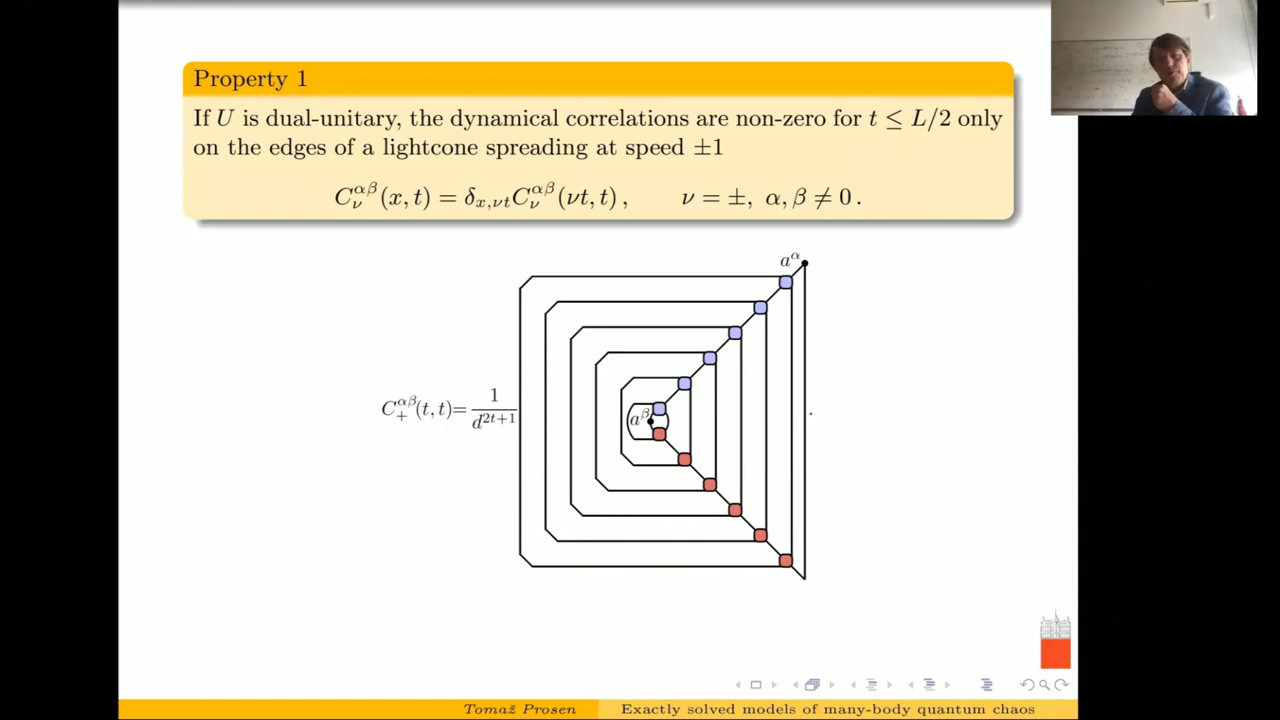 Property 1
If U is dual-unitary, the dynamical correlations are non-zero for t ≤ L/2 only
on the edges of a lightcone spreading at speed ±1
C_ν^{αβ}(x, t) = δ_{x,νt} C_ν^{αβ}(νt, t) ,   ν = ±, α, β ≠ 0 .
a^α
C_+^{αβ}(t, t)= \frac{1}{d^{2t+1}}
a^β
.
Tomaž Prosen   Exactly solved models of many-body quantum chaos